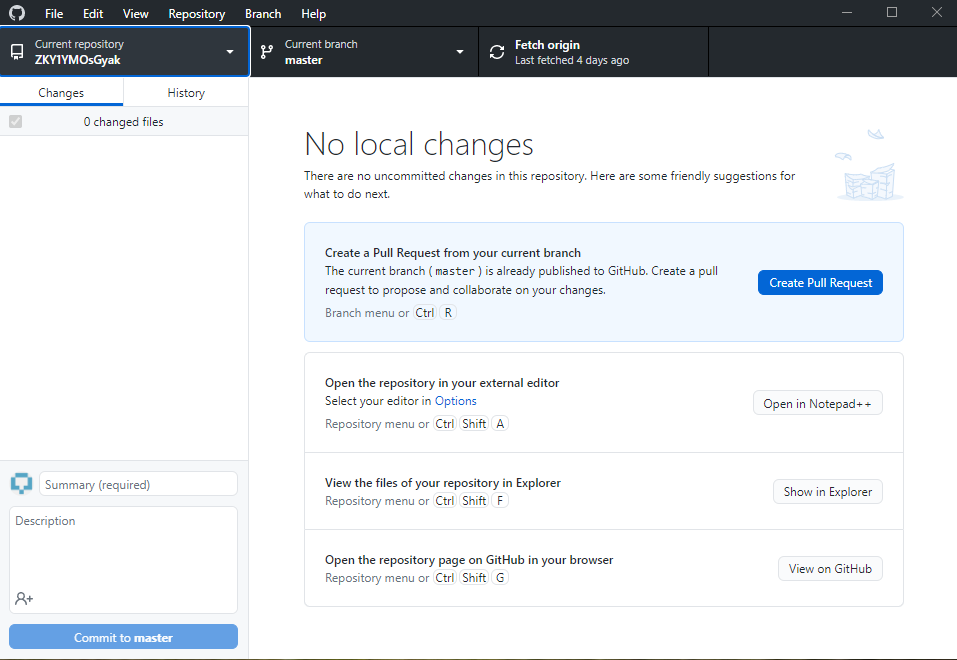 File Edit View Repository Branch Help
Current repository
ZKY1YMOsGyak
Current branch
master
Fetch origin
Last fetched 4 days ago
Changes
History
0 changed files
No local changes
There are no uncommitted changes in this repository. Here are some friendly suggestions for
what to do next.
Create a Pull Request from your current branch
The current branch (master) is already published to GitHub. Create a pull
request to propose and collaborate on your changes.
Branch menu or Ctrl R
Create Pull Request
Open the repository in your external editor
Select your editor in Options
Repository menu or Ctrl Shift A
Open in Notepad++
View the files of your repository in Explorer
Repository menu or Ctrl Shift F
Show in Explorer
Open the repository page on GitHub in your browser
Repository menu or Ctrl Shift G
View on GitHub
Summary (required)
Description
Commit to master